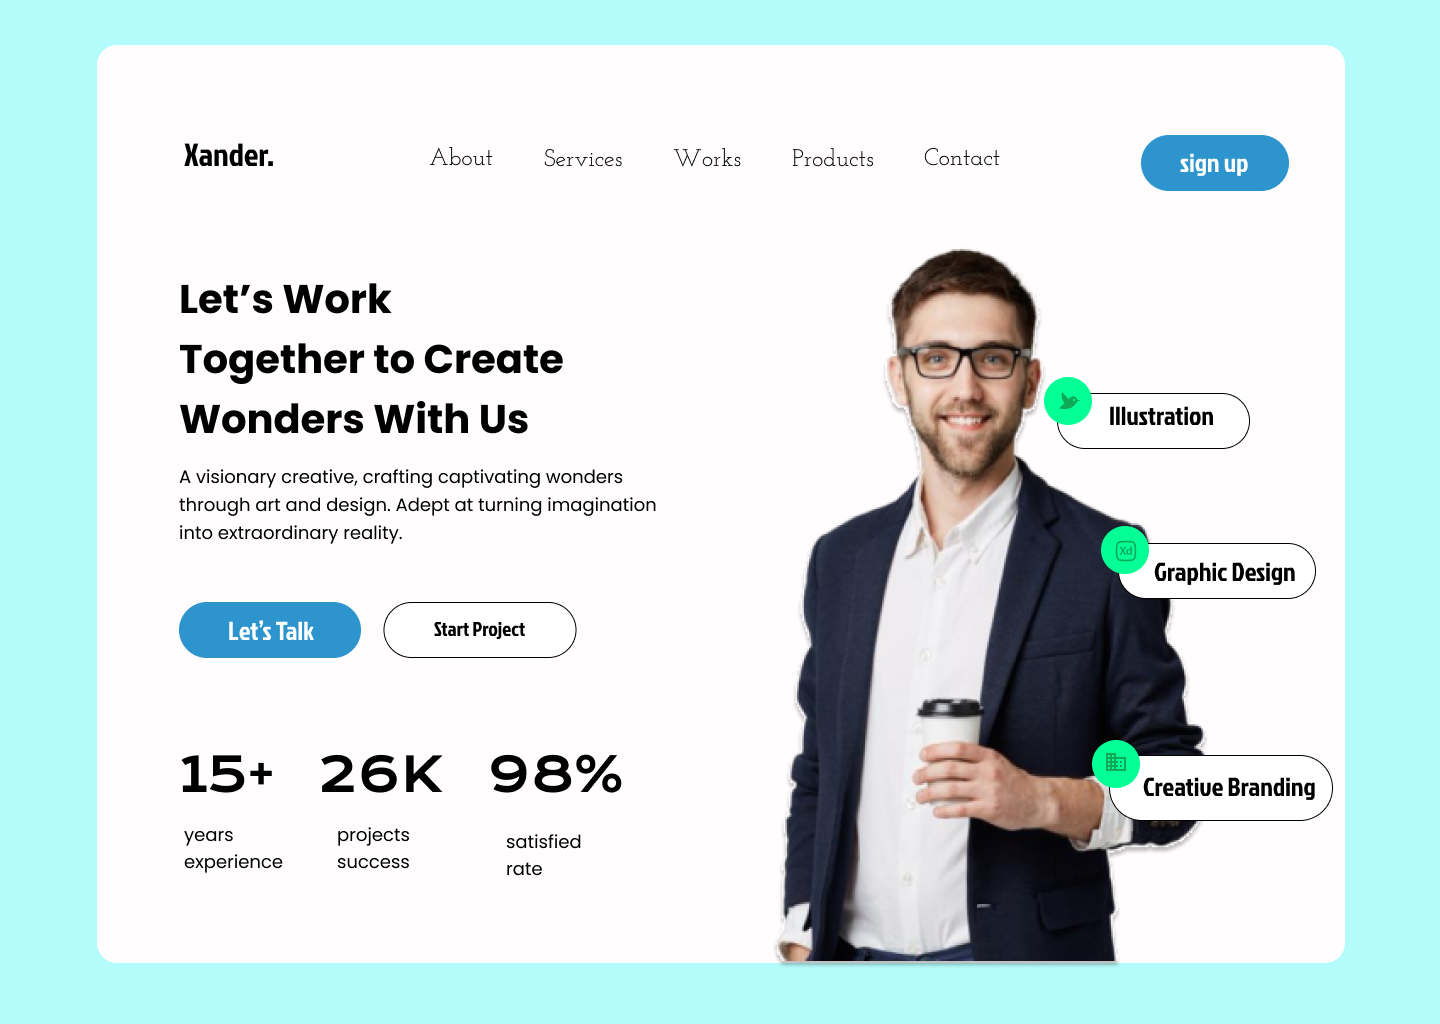 Xander.
About
Services
Works
Products
Contact
sign up
Let’s Work
Together to Create
Wonders With Us
A visionary creative, crafting captivating wonders
through art and design. Adept at turning imagination
into extraordinary reality.
Let’s Talk
Start Project
15+
years
experience
26K
projects
success
98%
satisfied
rate
Illustration
Xd
Graphic Design
Creative Branding